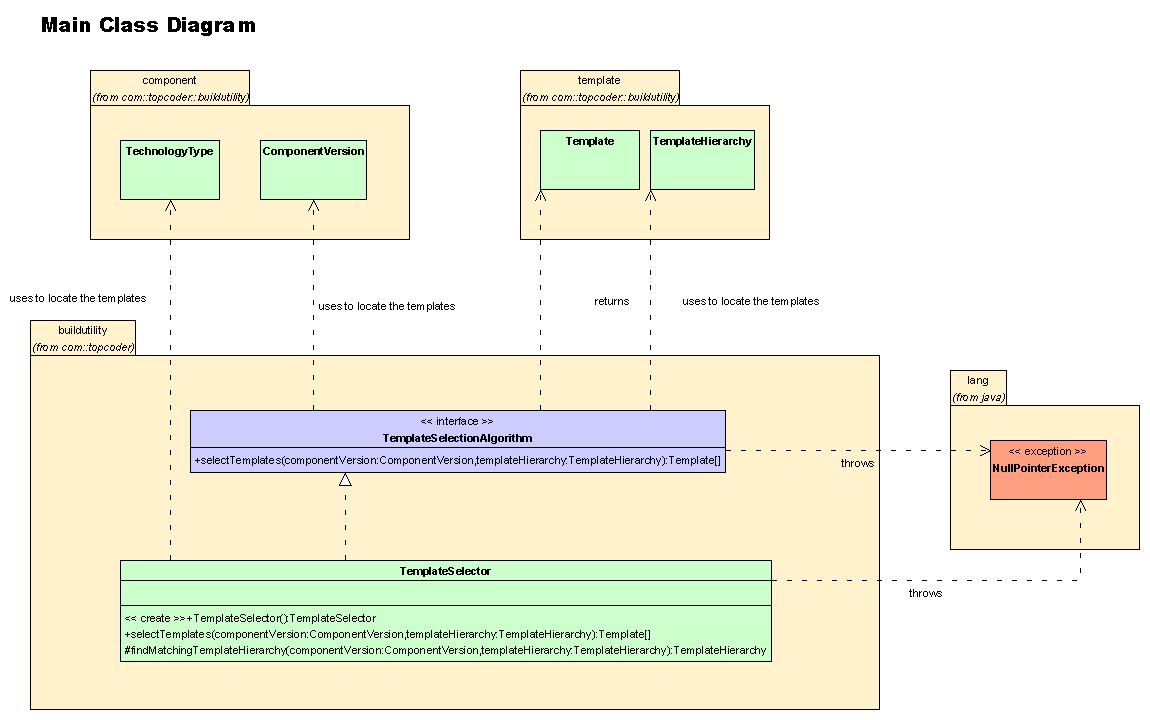 Main Class Diagram
component
(from com::topcoder::buildutility)
template
(from com::topcoder::buildutility)
TechnologyType
ComponentVersion
Template
TemplateHierarchy
uses to locate the templates
uses to locate the templates
returns
uses to locate the templates
buildutility
(from com::topcoder)
lang
(from java)
<< interface >>
TemplateSelectionAlgorithm
+selectTemplates(componentVersion:ComponentVersion,templateHierarchy:TemplateHierarchy):Template[]
throws
<< exception >>
NullPointerException
TemplateSelector
<< create >>+TemplateSelector():TemplateSelector
+selectTemplates(componentVersion:ComponentVersion,templateHierarchy:TemplateHierarchy):Template[]
#findMatchingTemplateHierarchy(componentVersion:ComponentVersion,templateHierarchy:TemplateHierarchy):TemplateHierarchy
throws